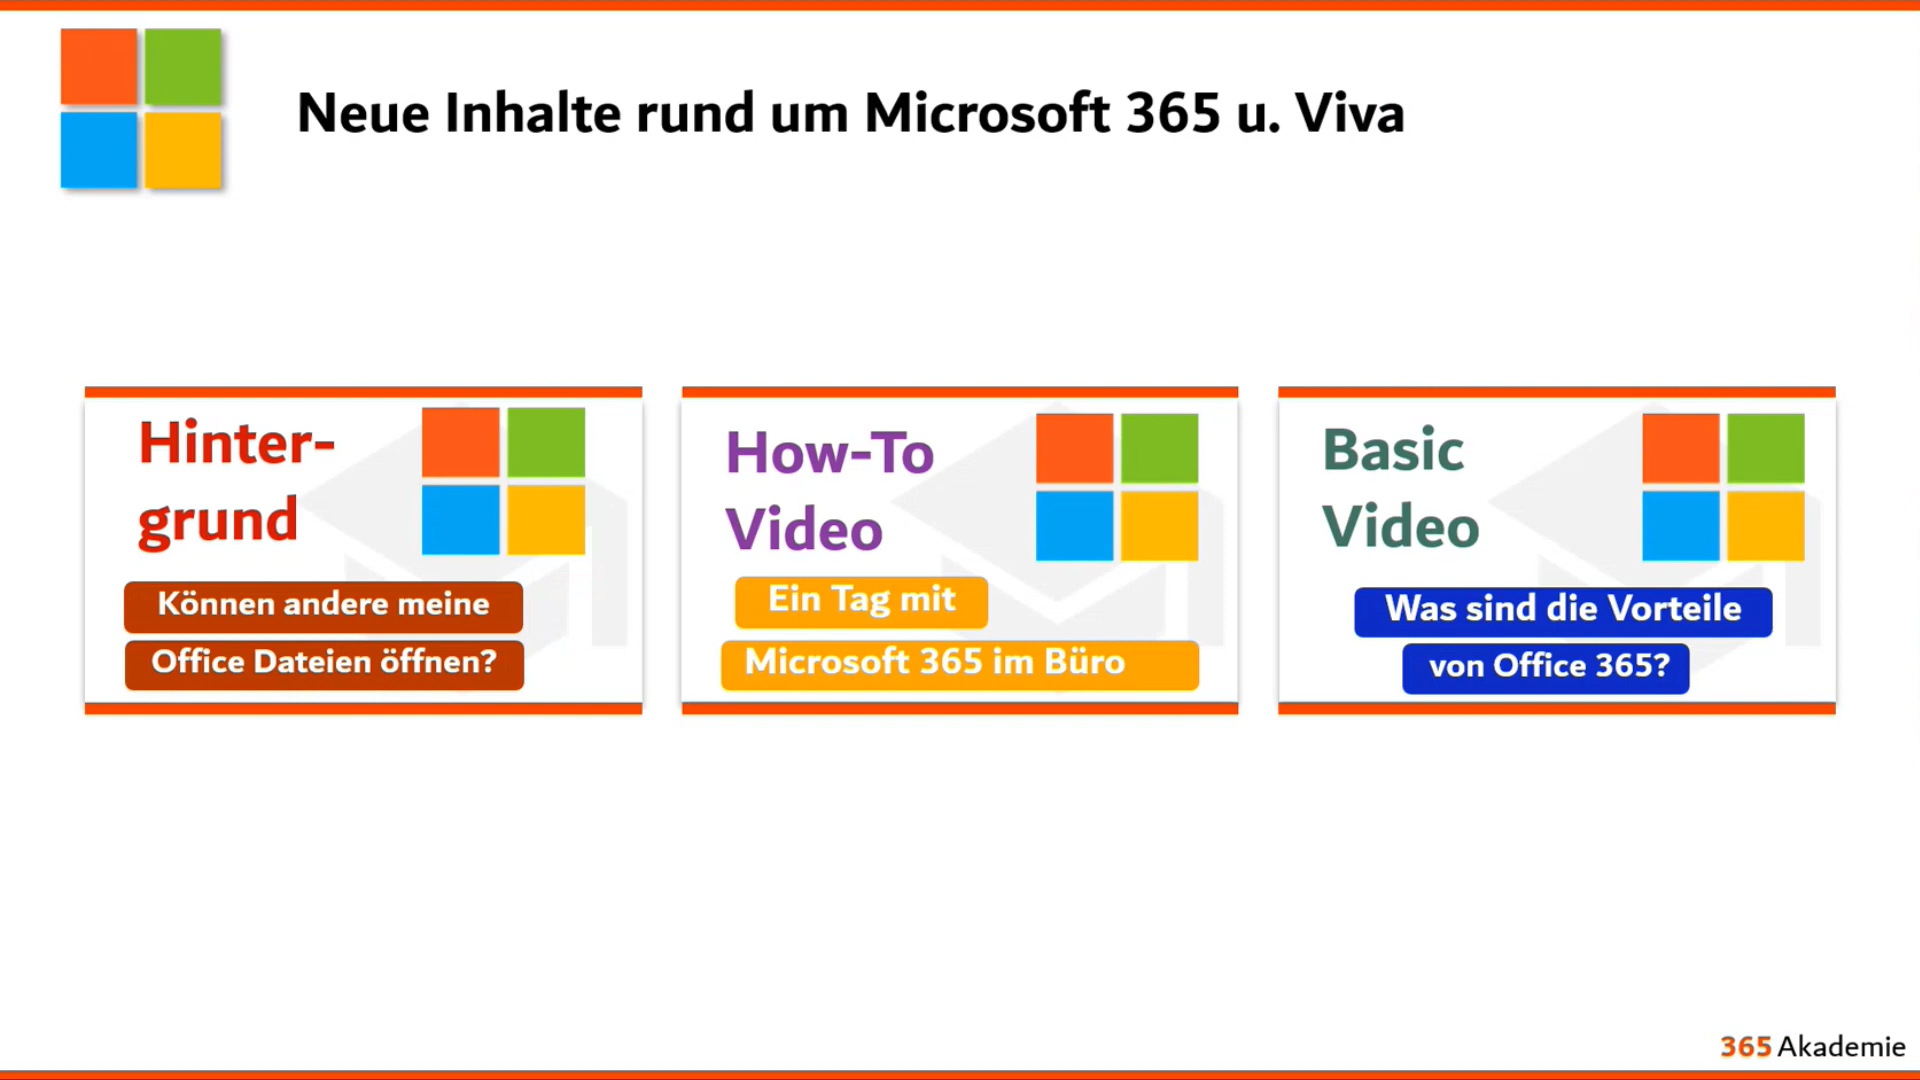 Neue Inhalte rund um Microsoft 365 u. Viva
Hinter-
grund
Können andere meine
Office Dateien öffnen?
How-To
Video
Ein Tag mit
Microsoft 365 im Büro
Basic
Video
Was sind die Vorteile
von Office 365?
365 Akademie